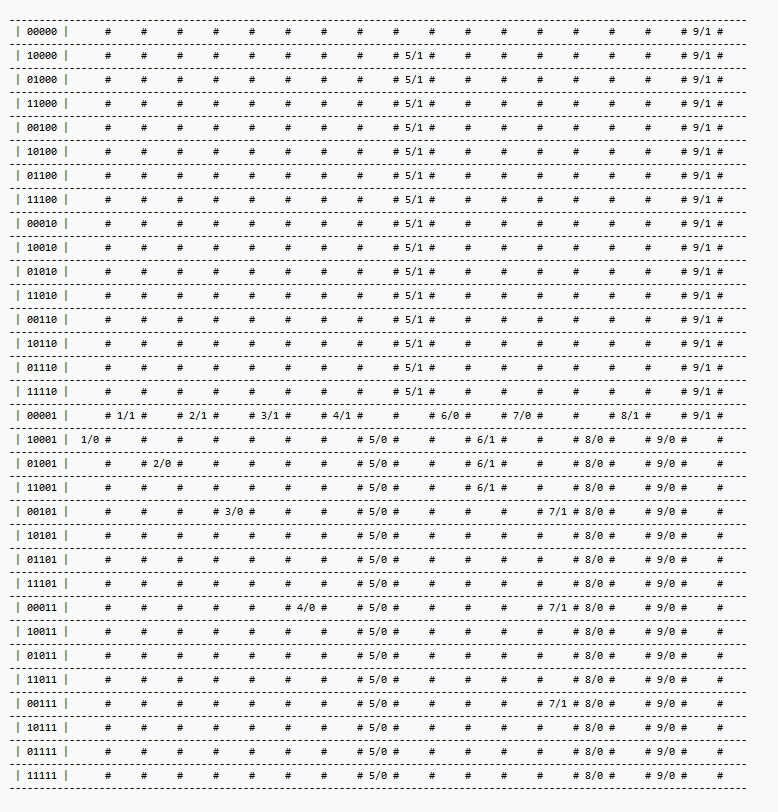 | 00000 | # # # # # # # # # # # # # # # # # 9/1 #
| 10000 | # # # # # # # # # 5/1 # # # # # # # # 9/1 #
| 01000 | # # # # # # # # # 5/1 # # # # # # # # 9/1 #
| 11000 | # # # # # # # # # 5/1 # # # # # # # # 9/1 #
| 00100 | # # # # # # # # # 5/1 # # # # # # # # 9/1 #
| 10100 | # # # # # # # # # 5/1 # # # # # # # # 9/1 #
| 01100 | # # # # # # # # # 5/1 # # # # # # # # 9/1 #
| 11100 | # # # # # # # # # 5/1 # # # # # # # # 9/1 #
| 00010 | # # # # # # # # # 5/1 # # # # # # # # 9/1 #
| 10010 | # # # # # # # # # 5/1 # # # # # # # # 9/1 #
| 01010 | # # # # # # # # # 5/1 # # # # # # # # 9/1 #
| 11010 | # # # # # # # # # 5/1 # # # # # # # # 9/1 #
| 00110 | # # # # # # # # # 5/1 # # # # # # # # 9/1 #
| 10110 | # # # # # # # # # 5/1 # # # # # # # # 9/1 #
| 01110 | # # # # # # # # # 5/1 # # # # # # # # 9/1 #
| 11110 | # # # # # # # # # 5/1 # # # # # # # # 9/1 #
| 00001 | # 1/1 # # 2/1 # # 3/1 # # 4/1 # # # 6/0 # # 7/0 # # # 8/1 # # 9/1 #
| 10001 | 1/0 # # # # # # # # 5/0 # # # 6/1 # # # 8/0 # # 9/0 # #
| 01001 | # # 2/0 # # # # # # 5/0 # # # 6/1 # # # 8/0 # # 9/0 # #
| 11001 | # # # # # # # # 5/0 # # # 6/1 # # # 8/0 # # 9/0 # #
| 00101 | # # # # 3/0 # # # # 5/0 # # # # # 7/1 # 8/0 # # 9/0 # #
| 10101 | # # # # # # # # 5/0 # # # # # # 8/0 # # 9/0 # #
| 01101 | # # # # # # # # 5/0 # # # # # # 8/0 # # 9/0 # #
| 11101 | # # # # # # # # 5/0 # # # # # # 8/0 # # 9/0 # #
| 00011 | # # # # # # 4/0 # # 5/0 # # # # # 7/1 # 8/0 # # 9/0 # #
| 10011 | # # # # # # # # 5/0 # # # # # # 8/0 # # 9/0 # #
| 01011 | # # # # # # # # 5/0 # # # # # # 8/0 # # 9/0 # #
| 11011 | # # # # # # # # 5/0 # # # # # # 8/0 # # 9/0 # #
| 00111 | # # # # # # # # 5/0 # # # # # 7/1 # 8/0 # # 9/0 # #
| 10111 | # # # # # # # # 5/0 # # # # # # 8/0 # # 9/0 # #
| 01111 | # # # # # # # # 5/0 # # # # # # 8/0 # # 9/0 # #
| 11111 | # # # # # # # # 5/0 # # # # # # 8/0 # # 9/0 # #